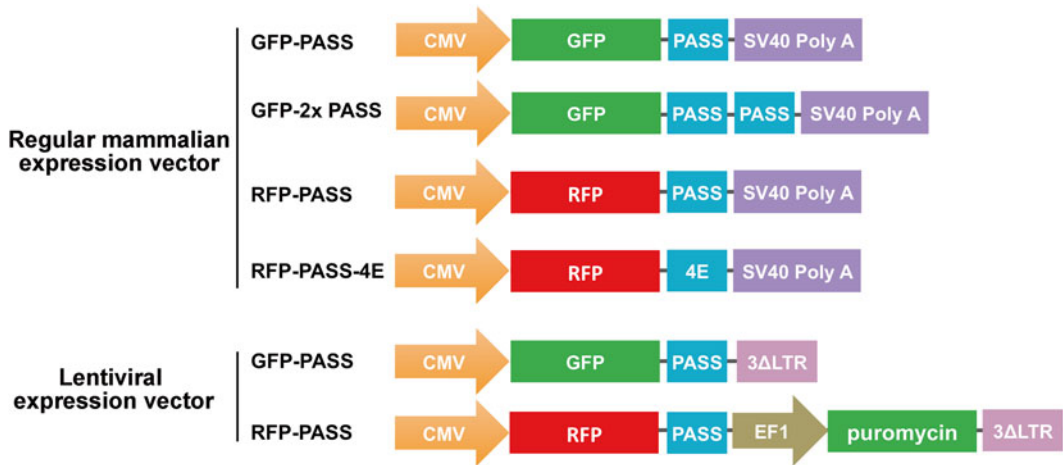 GFP-PASS CMV GFP PASS SV40 Poly A
GFP-2x PASS CMV GFP PASS PASS SV40 Poly A
Regular mammalian
expression vector
RFP-PASS CMV RFP PASS SV40 Poly A
RFP-PASS-4E CMV RFP 4E SV40 Poly A
GFP-PASS CMV GFP PASS 3ΔLTR
Lentiviral
expression vector
RFP-PASS CMV RFP PASS EF1 puromycin 3ΔLTR